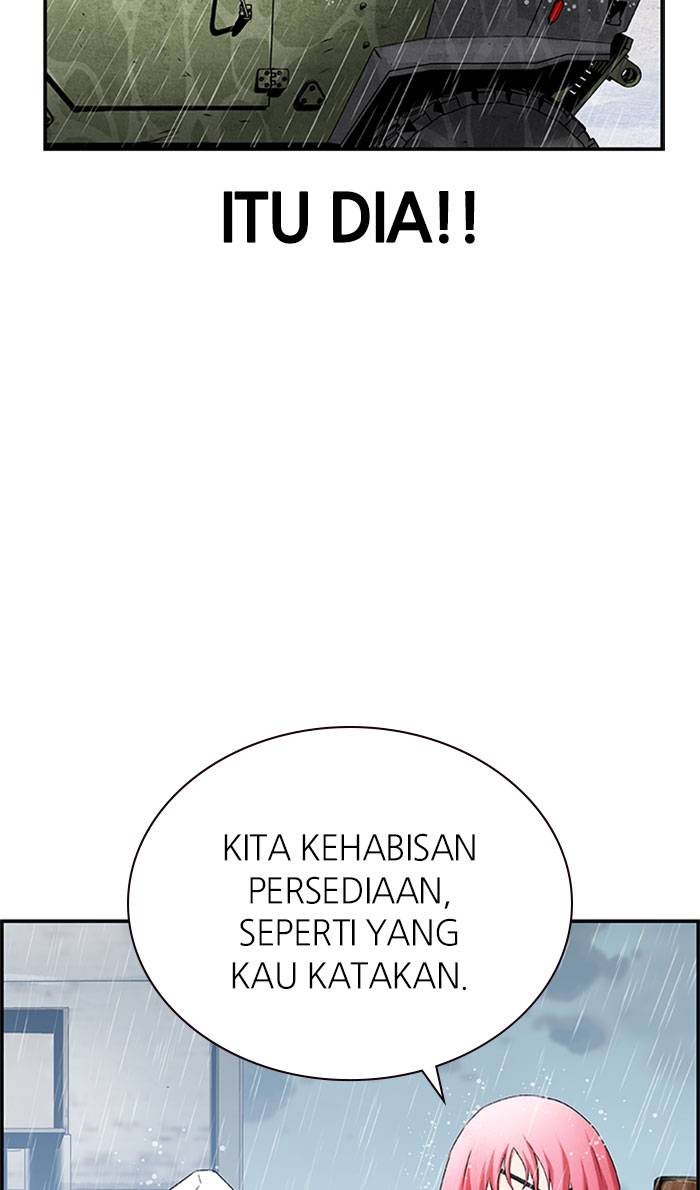 ITU DIA!!
KITA KEHABISAN
PERSEDIAAN,
SEPERTI YANG
KAU KATAKAN.